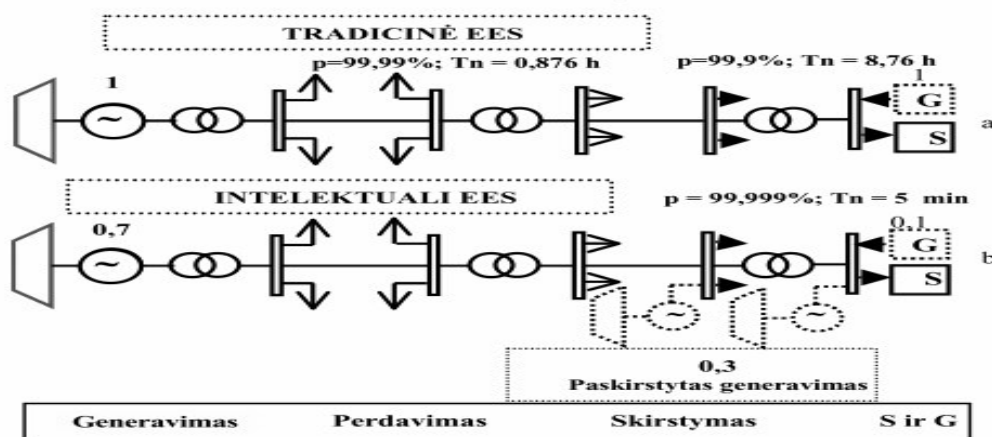 TRADICINĖ EES
p=99,99%; Tn = 0,876 h
p=99,9%; Tn = 8,76 h
1
1
~
G
S
a
INTELEKTUALI EES
p = 99,999%; Tn = 5 min
0,7
0,1
~
G
S
b
~
~
0,3
Paskirstytas generavimas
Generavimas Perdavimas Skirstymas S ir G